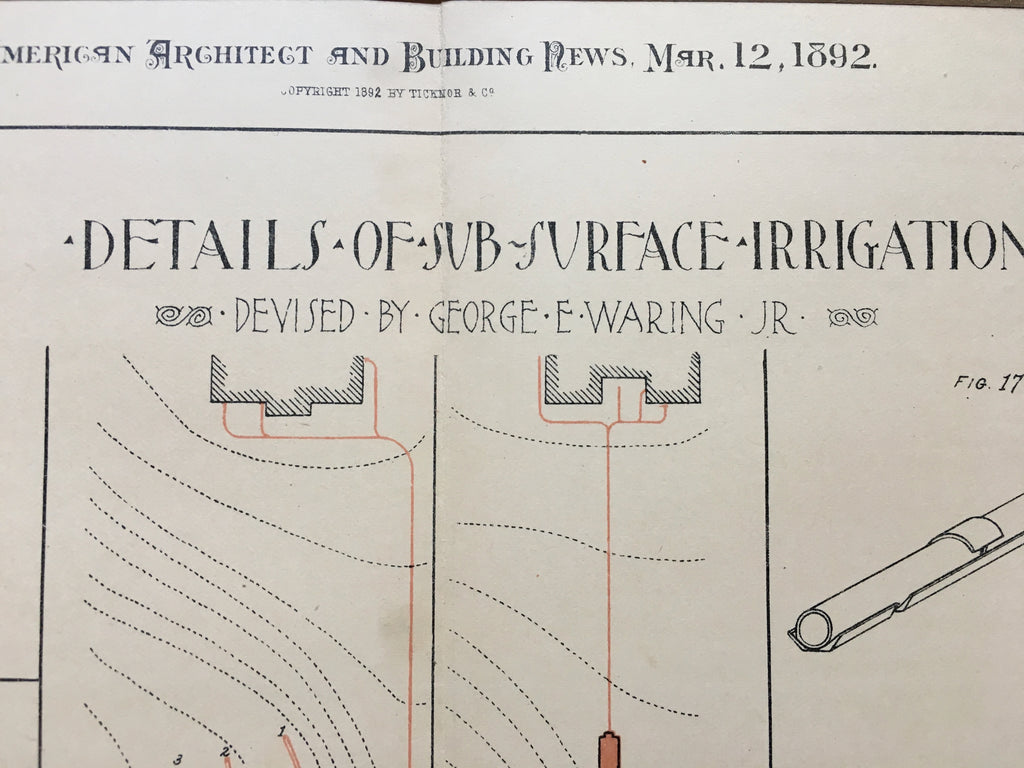 MERICAN ARCHITECT AND BUILDING NEWS, MAR. 12, 1892.
COPYRIGHT 1892 BY TICKNOR & Co
·DETAILS·OF·SUB-SURFACE·IRRIGATION
·DEVISED·BY·GEORGE·E·WARING·JR·
FIG. 17
1
2
3